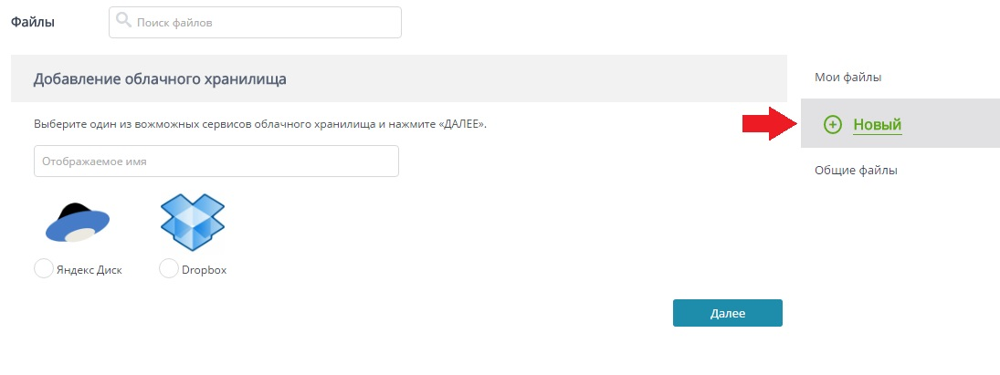 Файлы
Поиск файлов
Добавление облачного хранилища
Выберите один из вожможных сервисов облачного хранилища и нажмите «ДАЛЕЕ».
Отображаемое имя
Яндекс Диск
Dropbox
Далее
Мои файлы
Новый
Общие файлы